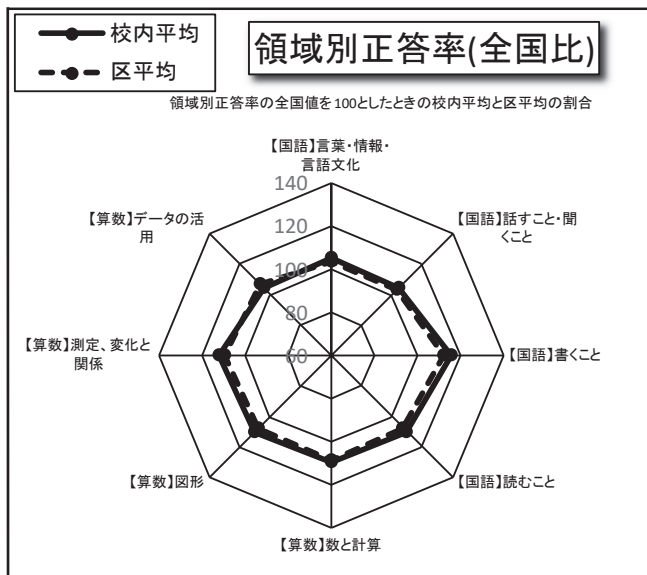 校内平均
区平均
領域別正答率(全国比)
領域別正答率の全国値を100としたときの校内平均と区平均の割合
【国語】言葉・情報・
言語文化
【国語】話すこと・聞
くこと
【国語】書くこと
【国語】読むこと
【算数】数と計算
【算数】図形
【算数】測定、変化と
関係
【算数】データの活
用
140
120
100
80
60